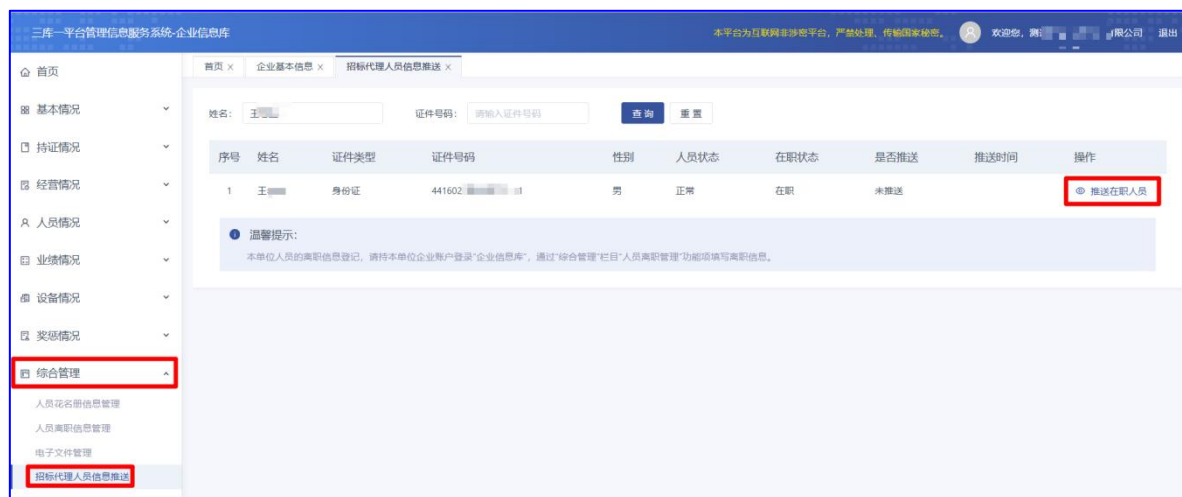 三库一平台管理信息服务系统-企业信息库
本平台为互联网非涉密平台，严禁处理、传输国家秘密。
欢迎您，测 限公司 退出
首页
首页 × 企业基本信息 × 招标代理人员信息推送 ×
基本情况
姓名： 王 证件号码： 请输入证件号码 查询 重置
持证情况
序号 姓名 证件类型 证件号码 性别 人员状态 在职状态 是否推送 推送时间 操作
经营情况
1 王 身份证 441602 男 正常 在职 未推送 推送在职人员
人员情况
温馨提示：
本单位人员的离职信息登记，请持本单位企业账户登录"企业信息库"，通过"综合管理"栏目"人员离职管理"功能项填写离职信息。
业绩情况
设备情况
奖惩情况
综合管理
人员花名册信息管理
人员离职信息管理
电子文件管理
招标代理人员信息推送